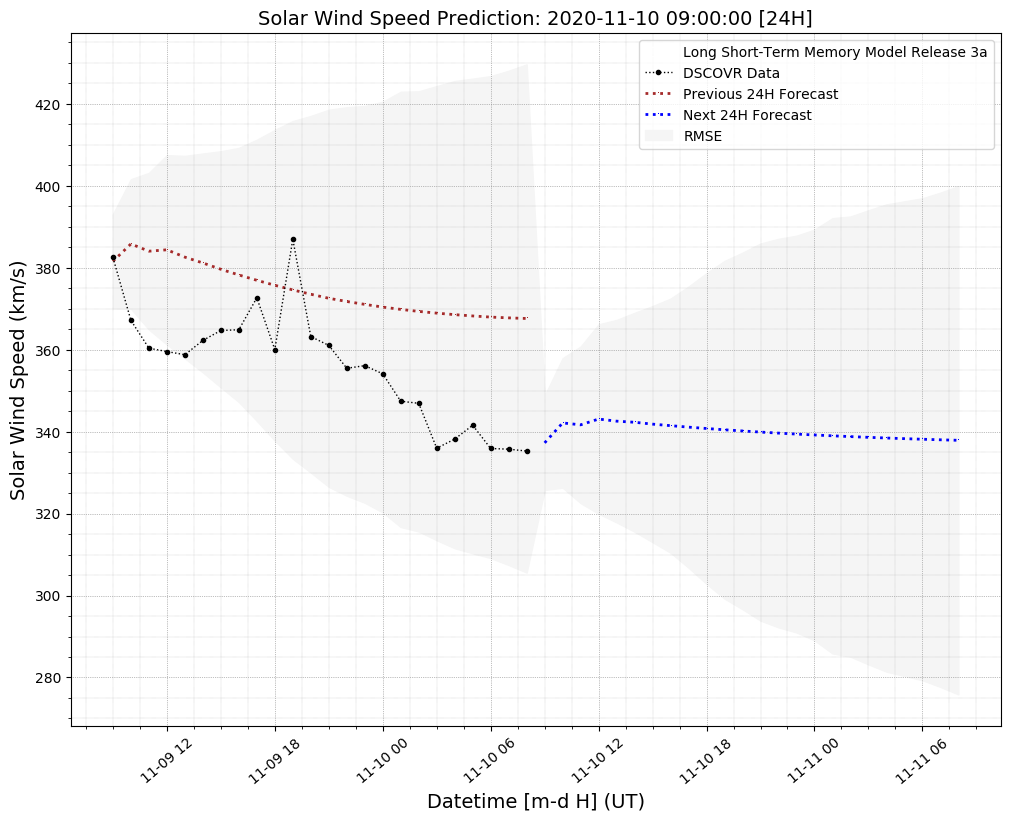 Solar Wind Speed Prediction: 2020-11-10 09:00:00 [24H]
Long Short-Term Memory Model Release 3a
DSCOVR Data
Previous 24H Forecast
Next 24H Forecast
RMSE
Solar Wind Speed (km/s)
420
400
380
360
340
320
300
280
11-09 12
11-09 18
11-10 00
11-10 06
11-10 12
11-10 18
11-11 00
11-11 06
Datetime [m-d H] (UT)